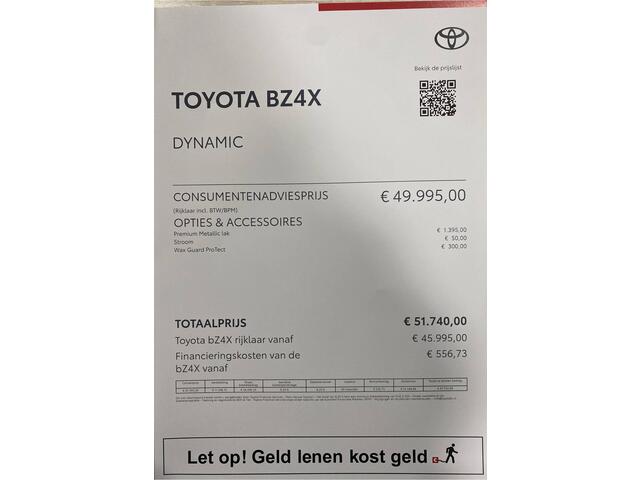 Bekijk de prijslijst
TOYOTA BZ4X
DYNAMIC
CONSUMENTENADVIESPRIJS € 49.995,00
(Rijklaar incl. BTW/BPM)
OPTIES & ACCESSOIRES
Premium Metallic lak € 1.395,00
Stroom € 50,00
Wax Guard ProTect € 300,00
TOTAALPRIJS € 51.740,00
Toyota bZ4X rijklaar vanaf € 45.995,00
Financieringskosten van de € 556,73
bZ4X vanaf
Let op! Geld lenen kost geld